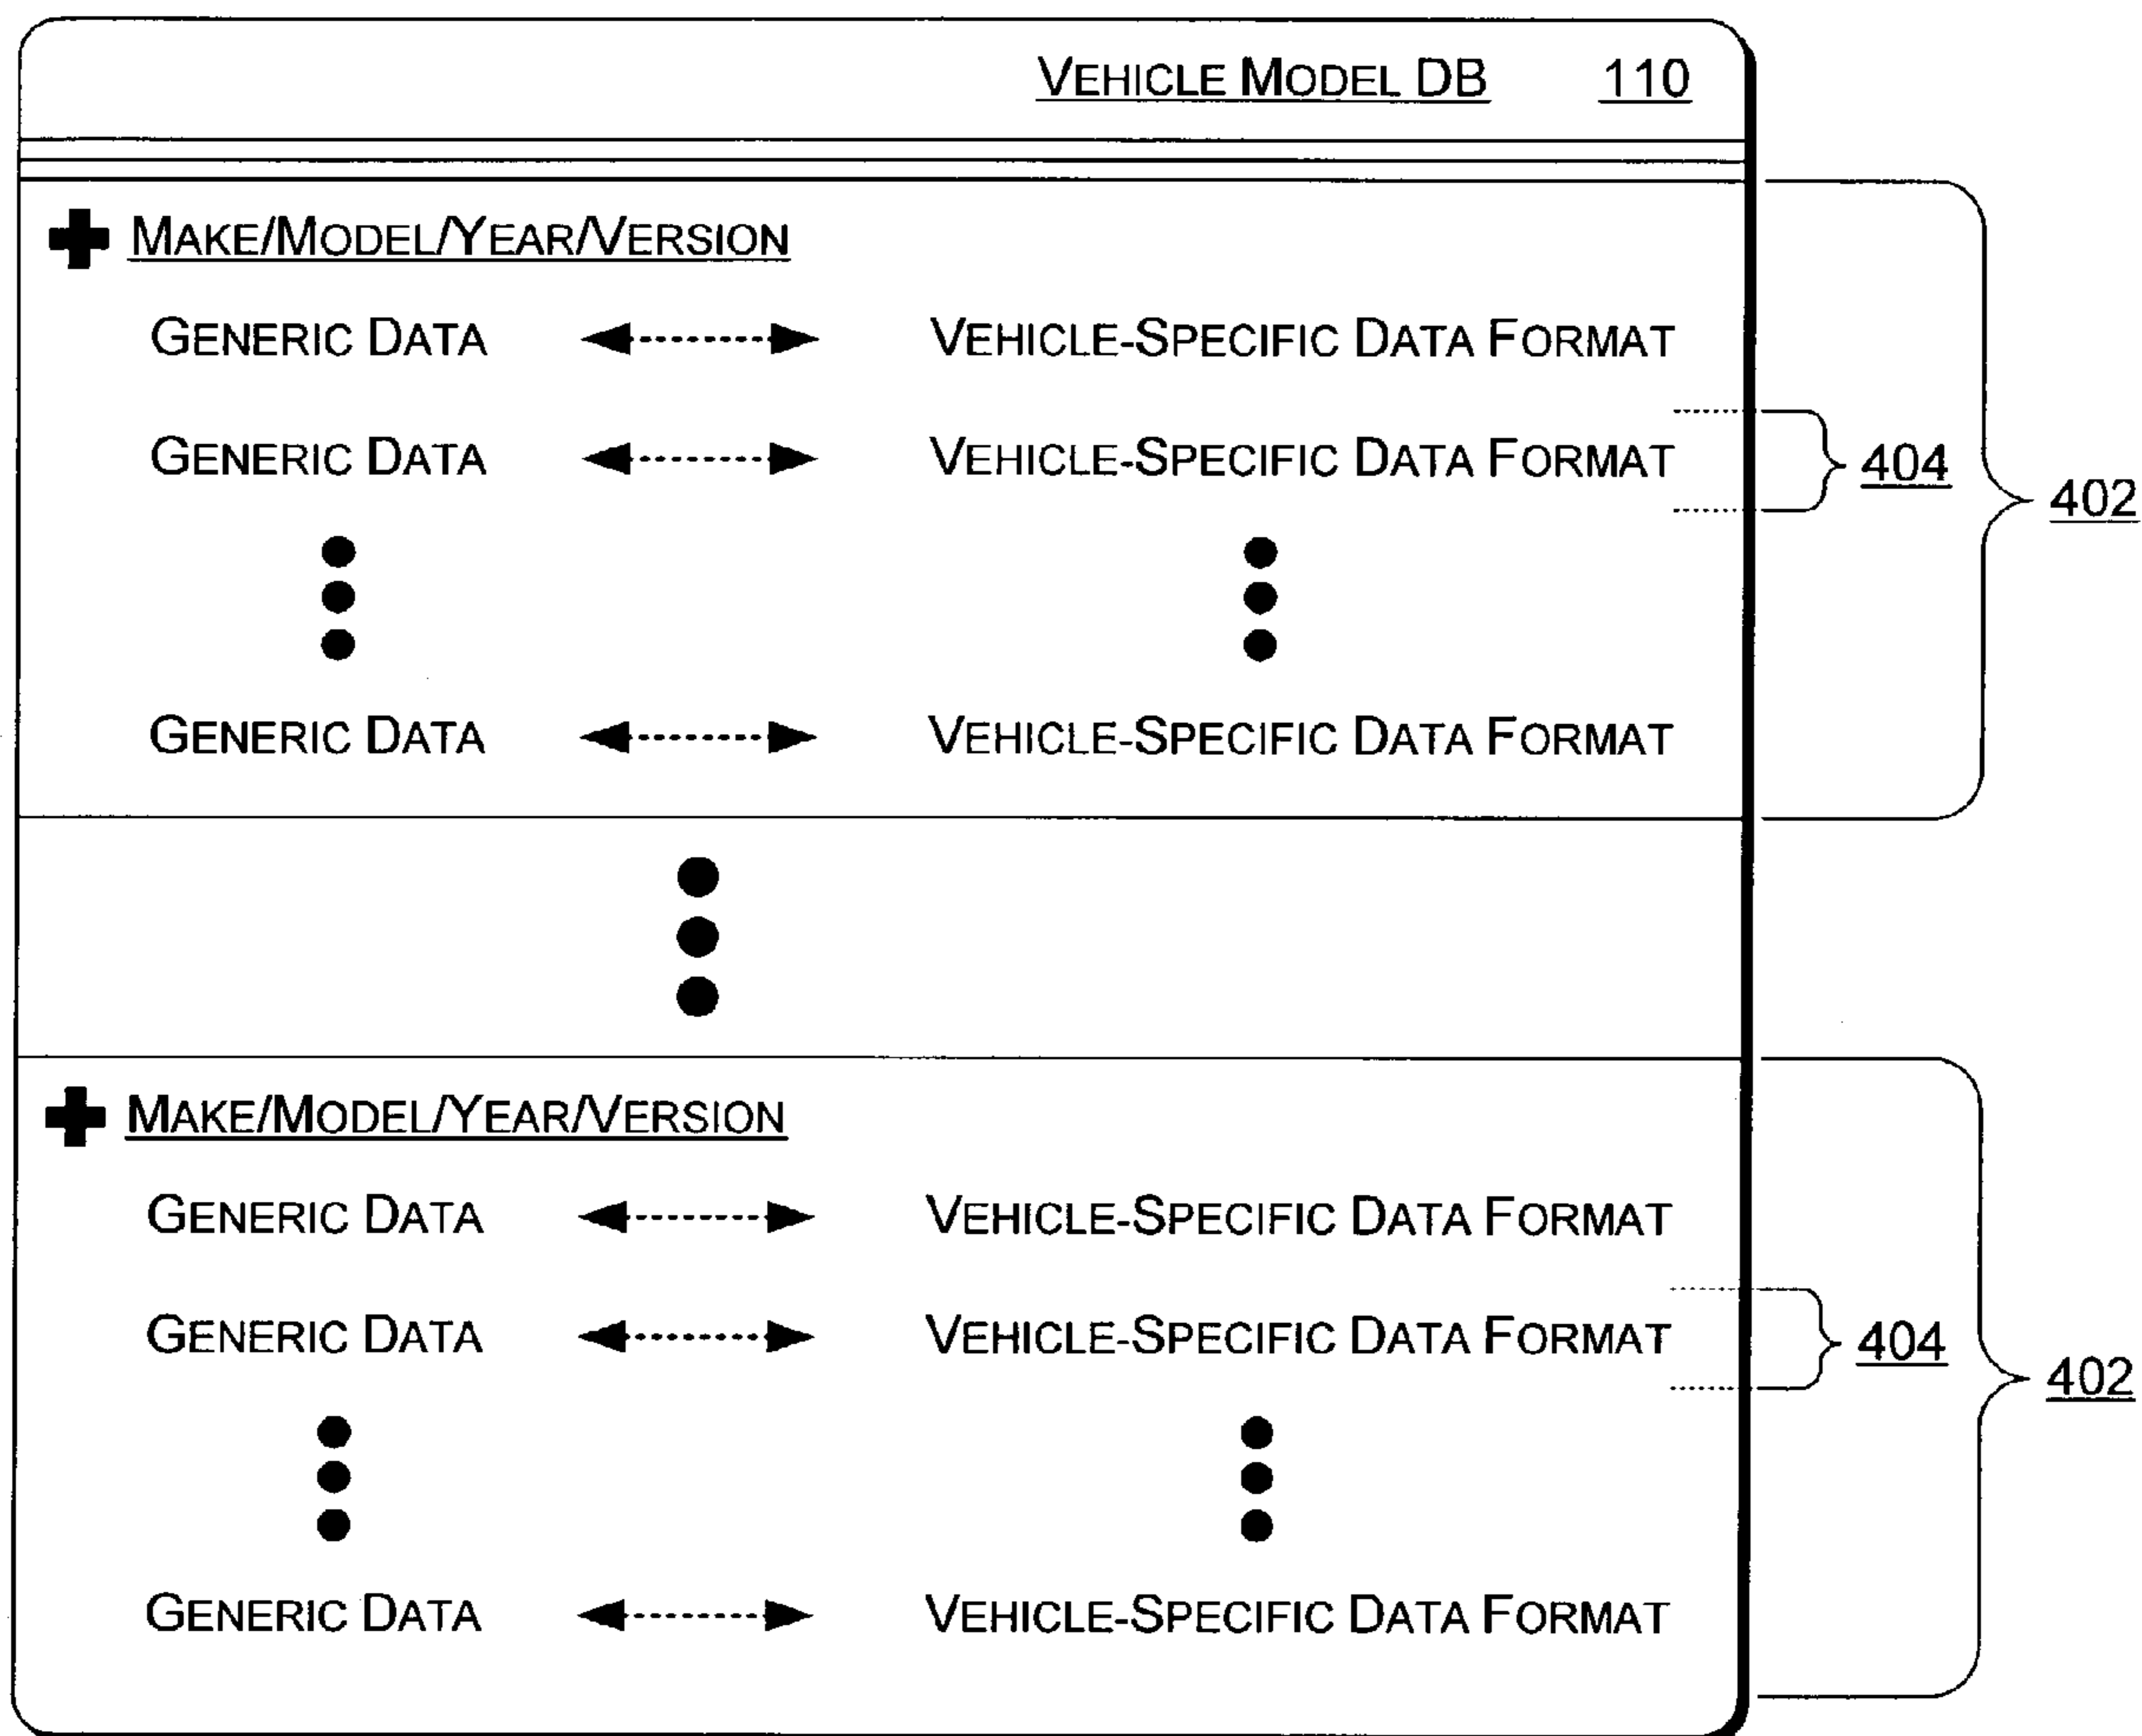 VEHICLE MODEL DB 110
MAKE/MODEL/YEAR/VERSION
GENERIC DATA VEHICLE-SPECIFIC DATA FORMAT
GENERIC DATA VEHICLE-SPECIFIC DATA FORMAT
404
402
GENERIC DATA VEHICLE-SPECIFIC DATA FORMAT
MAKE/MODEL/YEAR/VERSION
GENERIC DATA VEHICLE-SPECIFIC DATA FORMAT
GENERIC DATA VEHICLE-SPECIFIC DATA FORMAT
404
402
GENERIC DATA VEHICLE-SPECIFIC DATA FORMAT